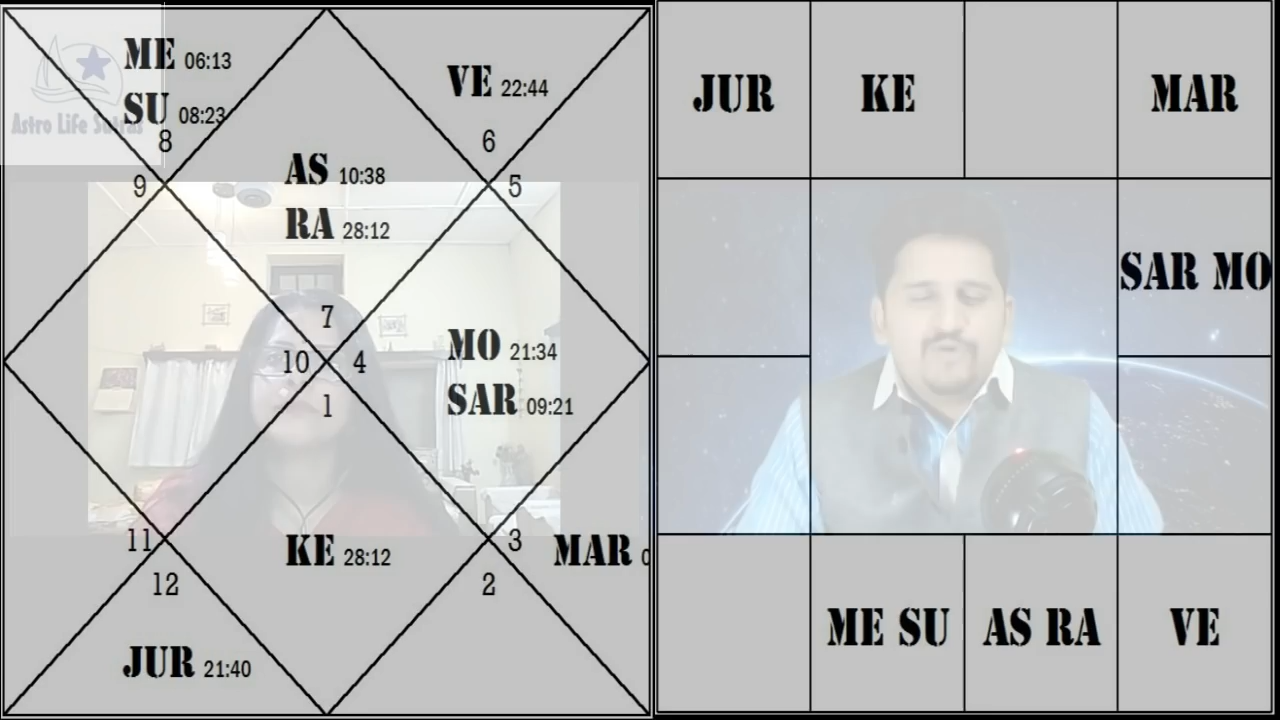 ME 06:13
SU 08:23
Astro Life Sutras
8
VE 22:44
6
9
AS 10:38
RA 28:12
5
7
10
4
1
MO 21:34
SAR 09:21
11
12
KE 28:12
3
2
MAR 0
JUR 21:40
JUR
KE
MAR
SAR MO
ME SU
AS RA
VE